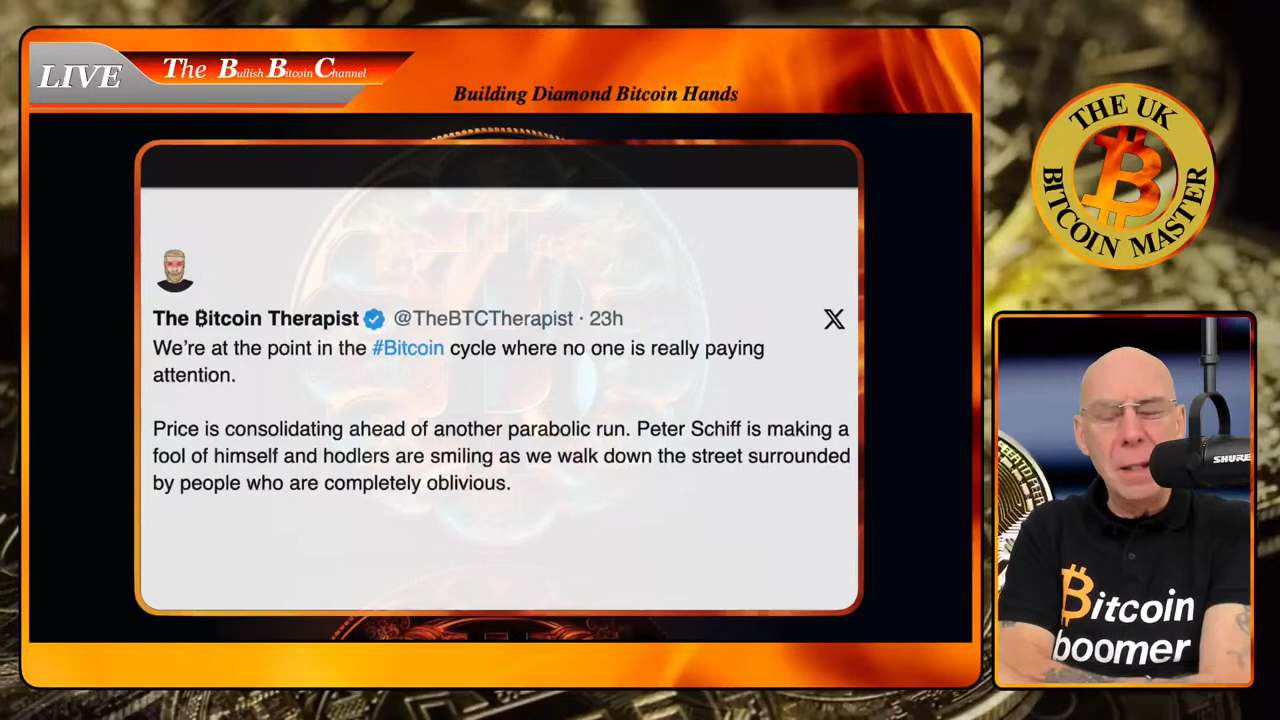 LIVE
The Bullish Bitcoin Channel
Building Diamond Bitcoin Hands
THE UK
BITCOIN MASTER
The ₿itcoin Therapist @TheBTCTherapist · 23h
We’re at the point in the #Bitcoin cycle where no one is really paying
attention.
Price is consolidating ahead of another parabolic run. Peter Schiff is making a
fool of himself and hodlers are smiling as we walk down the street surrounded
by people who are completely oblivious.
SHURE
Bitcoin
boomer